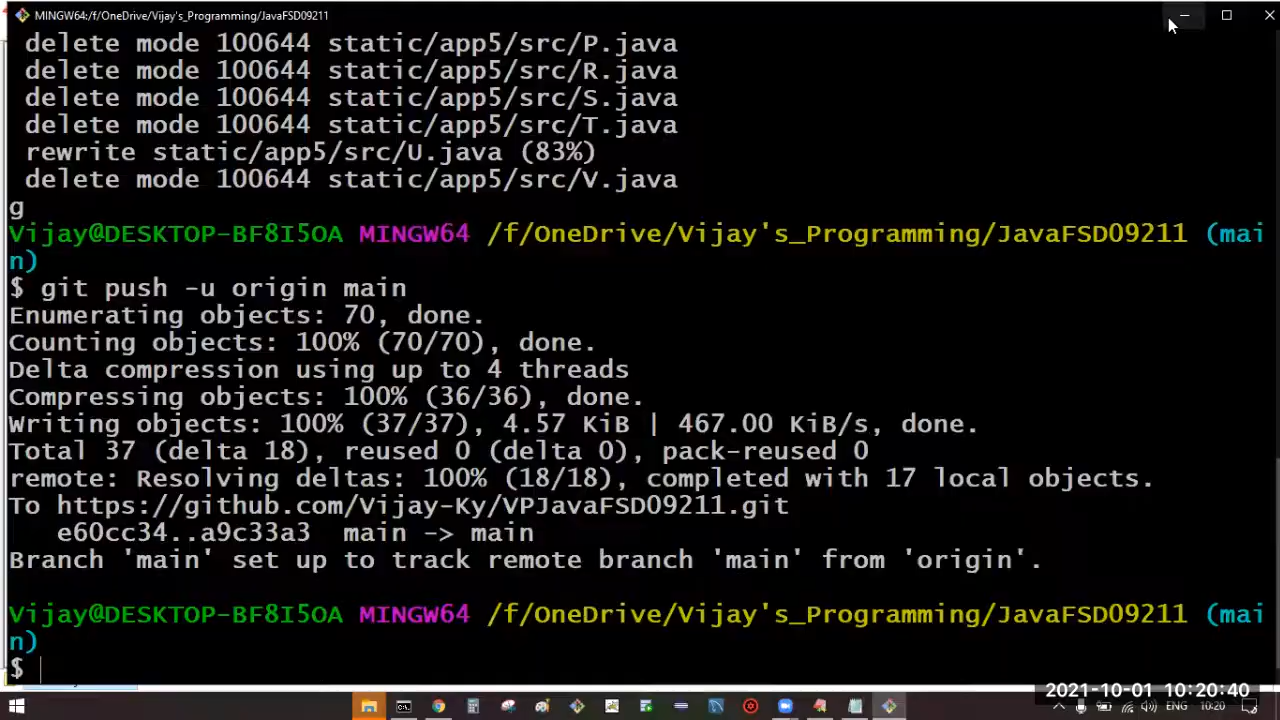 MINGW64:/f/OneDrive/Vijay's_Programming/JavaFSD09211
delete mode 100644 static/app5/src/P.java
delete mode 100644 static/app5/src/R.java
delete mode 100644 static/app5/src/S.java
delete mode 100644 static/app5/src/T.java
rewrite static/app5/src/U.java (83%)
delete mode 100644 static/app5/src/V.java
g
Vijay@DESKTOP-BF8I5OA MINGW64 /f/OneDrive/Vijay's_Programming/JavaFSD09211 (mai
n)
$ git push -u origin main
Enumerating objects: 70, done.
Counting objects: 100% (70/70), done.
Delta compression using up to 4 threads
Compressing objects: 100% (36/36), done.
Writing objects: 100% (37/37), 4.57 KiB | 467.00 KiB/s, done.
Total 37 (delta 18), reused 0 (delta 0), pack-reused 0
remote: Resolving deltas: 100% (18/18), completed with 17 local objects.
To https://github.com/Vijay-Ky/VPJavaFSD09211.git
e60cc34..a9c33a3  main -> main
Branch 'main' set up to track remote branch 'main' from 'origin'.
Vijay@DESKTOP-BF8I5OA MINGW64 /f/OneDrive/Vijay's_Programming/JavaFSD09211 (mai
n)
$
2021-10-01 10:20:40
ENG 10:20